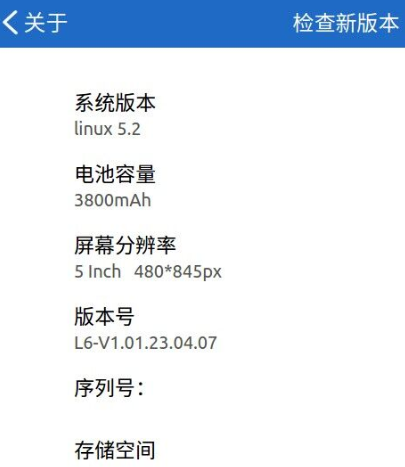 关于 检查新版本
系统版本
linux 5.2
电池容量
3800mAh
屏幕分辨率
5 Inch 480*845px
版本号
L6-V1.01.23.04.07
序列号：
存储空间